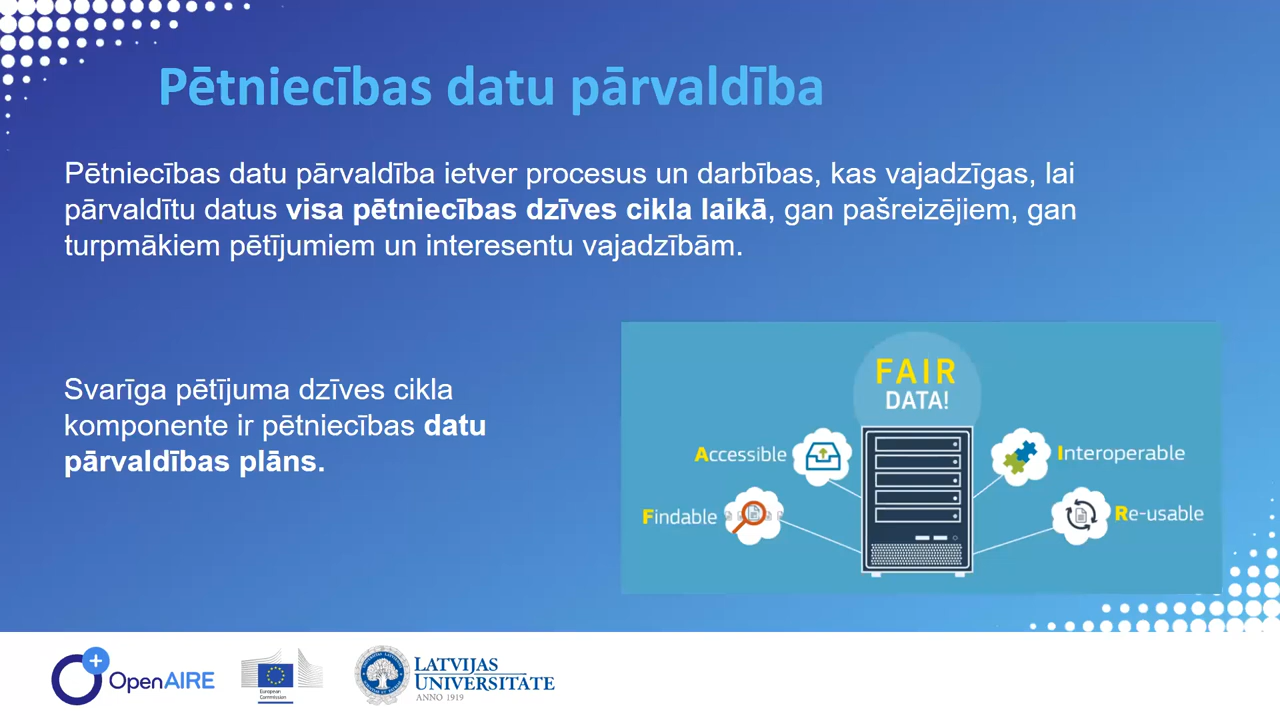 Pētniecības datu pārvaldība
Pētniecības datu pārvaldība ietver procesus un darbības, kas vajadzīgas, lai
pārvaldītu datus visa pētniecības dzīves cikla laikā, gan pašreizējiem, gan
turpmākiem pētījumiem un interesentu vajadzībām.
Svarīga pētījuma dzīves cikla
komponente ir pētniecības datu
pārvaldības plāns.
FAIR
DATA!
Accessible
Interoperable
Findable
Re-usable
OpenAIRE
European
Commission
LATVIJAS
UNIVERSITĀTE
ANNO 1919